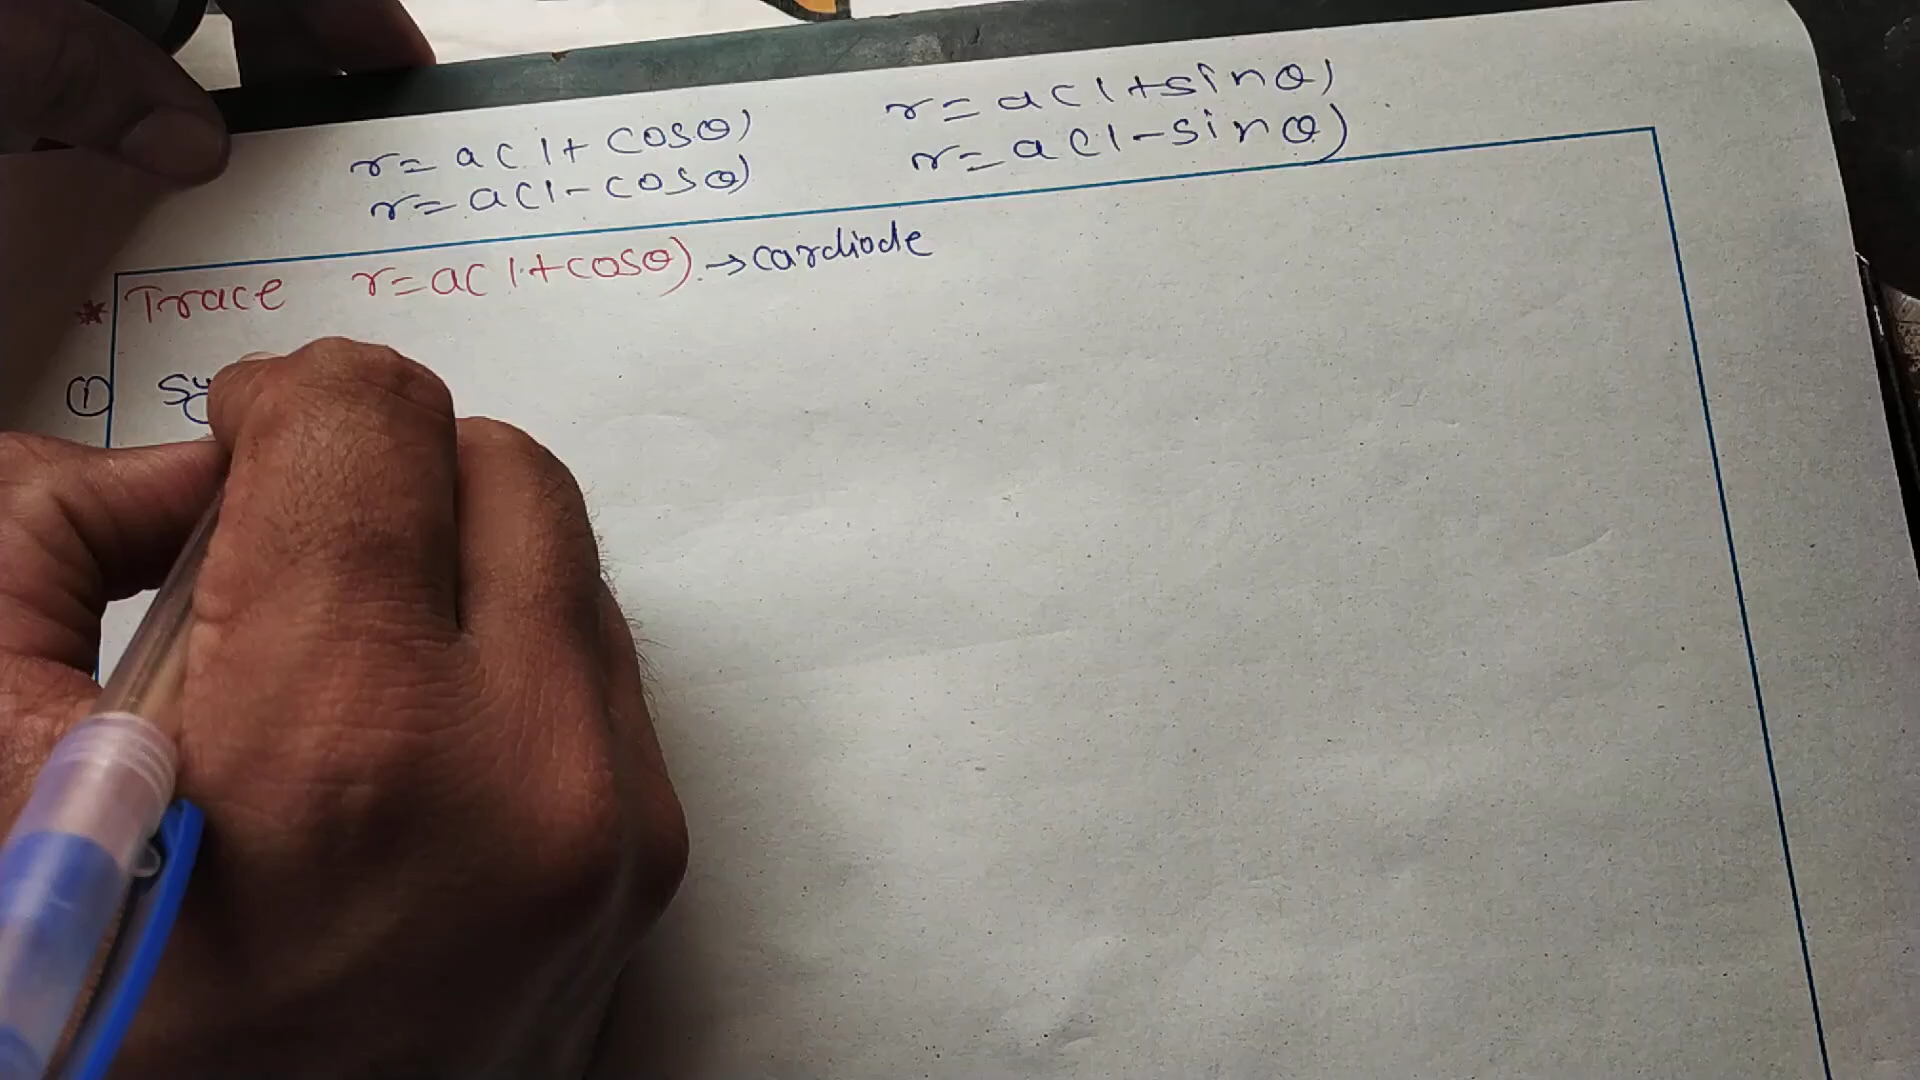 r = a(1 + cosθ)
r = a(1 - cosθ)
r = a(1 + sinθ)
r = a(1 - sinθ)
* Trace r = a(1 + cosθ) → cardiode
①